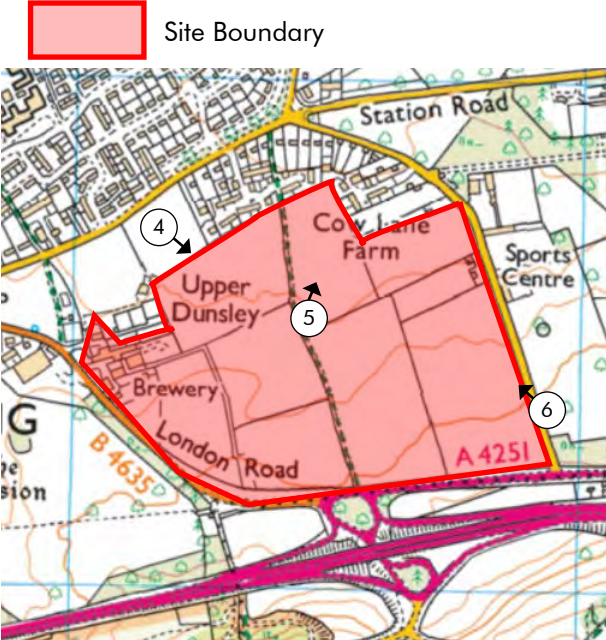 Site Boundary
Station Road
4
Cow Lane
Farm
Sports
Centre
Upper
Dunsley
5
Brewery
6
G
London Road
A 4251
B 4635
sion